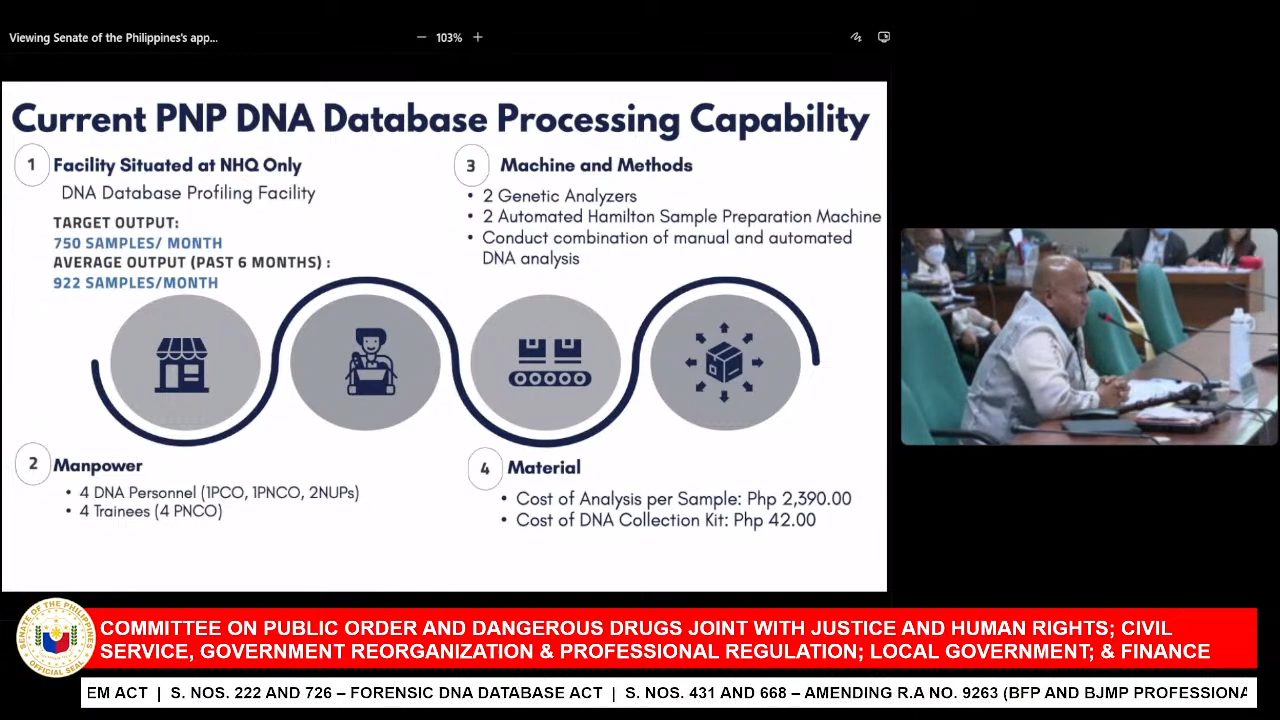 Viewing Senate of the Philippines's app...
103%
Current PNP DNA Database Processing Capability
1
Facility Situated at NHQ Only
DNA Database Profiling Facility
TARGET OUTPUT:
750 SAMPLES/ MONTH
AVERAGE OUTPUT (PAST 6 MONTHS) :
922 SAMPLES/MONTH
3
Machine and Methods
• 2 Genetic Analyzers
• 2 Automated Hamilton Sample Preparation Machine
• Conduct combination of manual and automated
DNA analysis
2
Manpower
• 4 DNA Personnel (1PCO, 1PNCO, 2NUPs)
• 4 Trainees (4 PNCO)
4
Material
• Cost of Analysis per Sample: Php 2,390.00
• Cost of DNA Collection Kit: Php 42.00
SENATE OF THE PHILIPPINES
OFFICIAL SEAL
COMMITTEE ON PUBLIC ORDER AND DANGEROUS DRUGS JOINT WITH JUSTICE AND HUMAN RIGHTS; CIVIL
SERVICE, GOVERNMENT REORGANIZATION & PROFESSIONAL REGULATION; LOCAL GOVERNMENT; & FINANCE
EM ACT | S. NOS. 222 AND 726 – FORENSIC DNA DATABASE ACT | S. NOS. 431 AND 668 – AMENDING R.A NO. 9263 (BFP AND BJMP PROFESSIONA